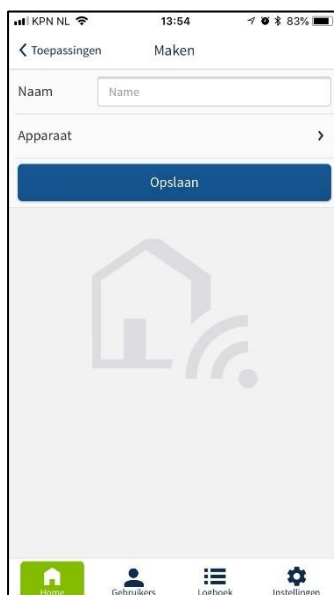 KPN NL 13:54 83%
Toepassingen Maken
Naam Name
Apparaat
Opslaan
Home Gebruikers Logboek Instellingen